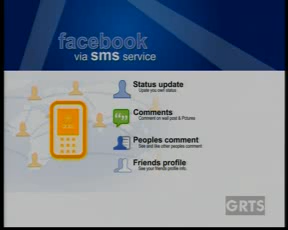 facebook
via sms service
Status update
Update you own status
Comments
Comment on wall post & Pictures
Peoples comment
See and like other peoples comment
Friends profile
See your friends profile info.
GRTS